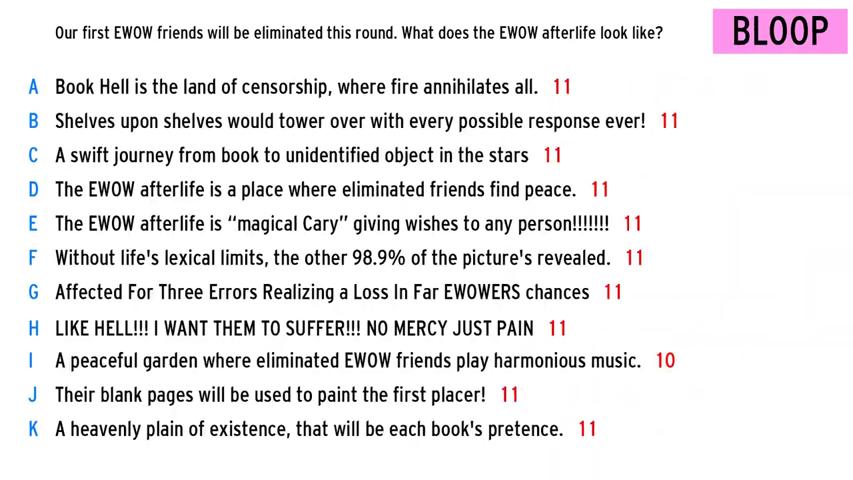 Our first EWOW friends will be eliminated this round. What does the EWOW afterlife look like?
BLOOP
A Book Hell is the land of censorship, where fire annihilates all. 11
B Shelves upon shelves would tower over with every possible response ever! 11
C A swift journey from book to unidentified object in the stars 11
D The EWOW afterlife is a place where eliminated friends find peace. 11
E The EWOW afterlife is “magical Cary” giving wishes to any person!!!!!!! 11
F Without life's lexical limits, the other 98.9% of the picture's revealed. 11
G Affected For Three Errors Realizing a Loss In Far EWOWERS chances 11
H LIKE HELL!!! I WANT THEM TO SUFFER!!! NO MERCY JUST PAIN 11
I A peaceful garden where eliminated EWOW friends play harmonious music. 10
J Their blank pages will be used to paint the first placer! 11
K A heavenly plain of existence, that will be each book's pretence. 11